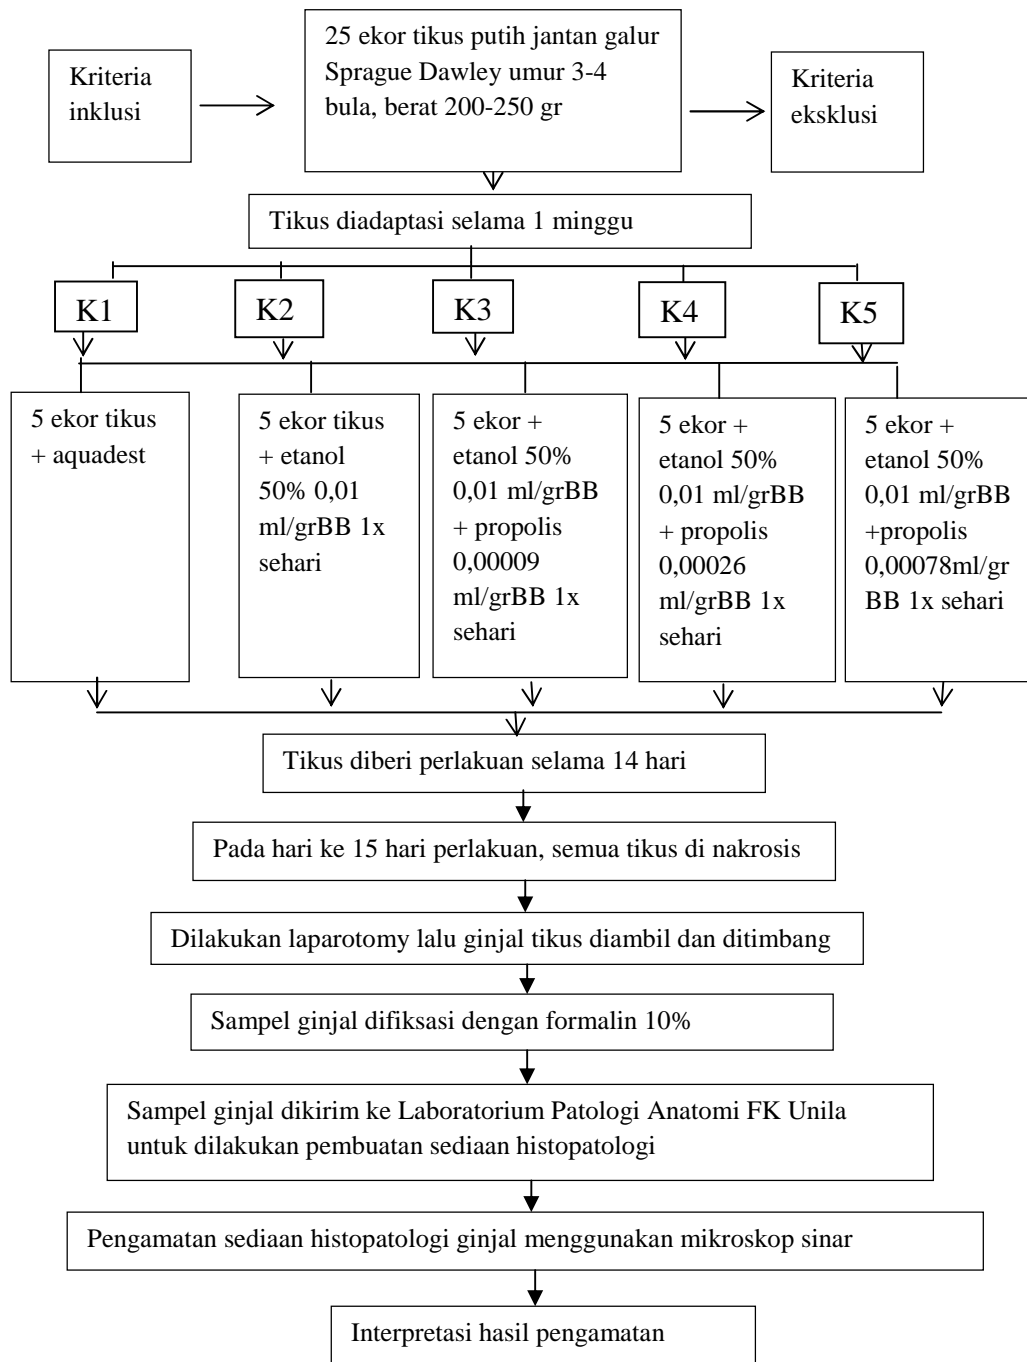 25 ekor tikus putih jantan galur
Sprague Dawley umur 3-4
bula, berat 200-250 gr
Kriteria
inklusi
Kriteria
eksklusi
Tikus diadaptasi selama 1 minggu
K1
K2
K3
K4
K5
5 ekor tikus
+ aquadest
5 ekor tikus
+ etanol
50% 0,01
ml/grBB 1x
sehari
5 ekor +
etanol 50%
0,01 ml/grBB
+ propolis
0,00009
ml/grBB 1x
sehari
5 ekor +
etanol 50%
0,01 ml/grBB
+ propolis
0,00026
ml/grBB 1x
sehari
5 ekor +
etanol 50%
0,01 ml/grBB
+propolis
0,00078ml/gr
BB 1x sehari
Tikus diberi perlakuan selama 14 hari
Pada hari ke 15 hari perlakuan, semua tikus di nakrosis
Dilakukan laparotomy lalu ginjal tikus diambil dan ditimbang
Sampel ginjal difiksasi dengan formalin 10%
Sampel ginjal dikirim ke Laboratorium Patologi Anatomi FK Unila
untuk dilakukan pembuatan sediaan histopatologi
Pengamatan sediaan histopatologi ginjal menggunakan mikroskop sinar
Interpretasi hasil pengamatan